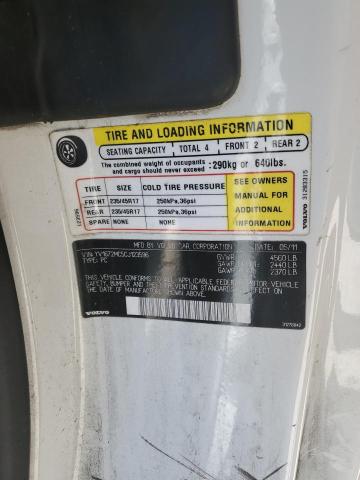 TIRE AND LOADING INFORMATION
SEATING CAPACITY TOTAL 4 FRONT 2 REAR 2
The combined weight of occupants and cargo should never exceed :290kg or 640lbs.
TIRE SIZE COLD TIRE PRESSURE
FRONT 235/45R17 250kPa,36psi
REAR 235/45R17 250kPa,36psi
SPARE NONE NONE
SEE OWNERS
MANUAL FOR
ADDITIONAL
INFORMATION
VOLVO 31283315
MFD BY VOLVO CAR CORPORATION DATE 05/11
TYPE: PC
GVWR 4560 LB
GAWR 2440 LB
GAWR 2370 LB
THIS VEHICLE CONFORMS TO ALL APPLICABLE FEDERAL MOTOR VEHICLE
SAFETY, BUMPER AND THEFT PREVENTION STANDARDS
IN EFFECT ON THE DATE OF MANUFACTURE SHOWN ABOVE
VOLVO